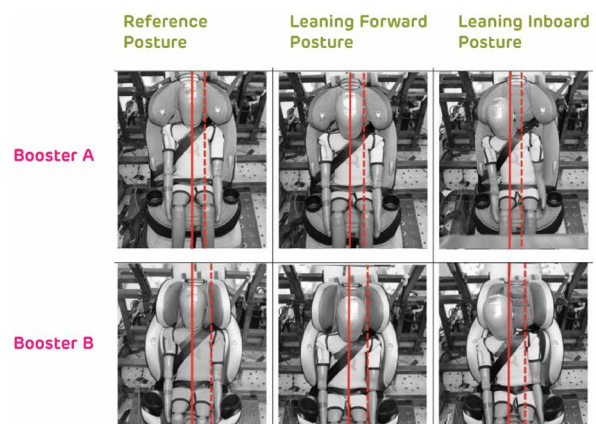 Reference
Posture
Leaning Forward
Posture
Leaning Inboard
Posture
Booster A
Booster B